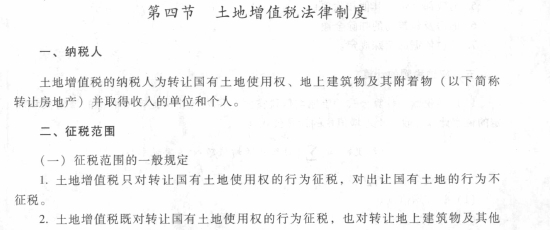 第四节 土地增值税法律制度
一、纳税人
土地增值税的纳税人为转让国有土地使用权、地上建筑物及其附着物（以下简称
转让房地产）并取得收入的单位和个人。
二、征税范围
（一）征税范围的一般规定
1. 土地增值税只对转让国有土地使用权的行为征税，对出让国有土地的行为不
征税。
2. 土地增值税既对转让国有土地使用权的行为征税，也对转让地上建筑物及其他